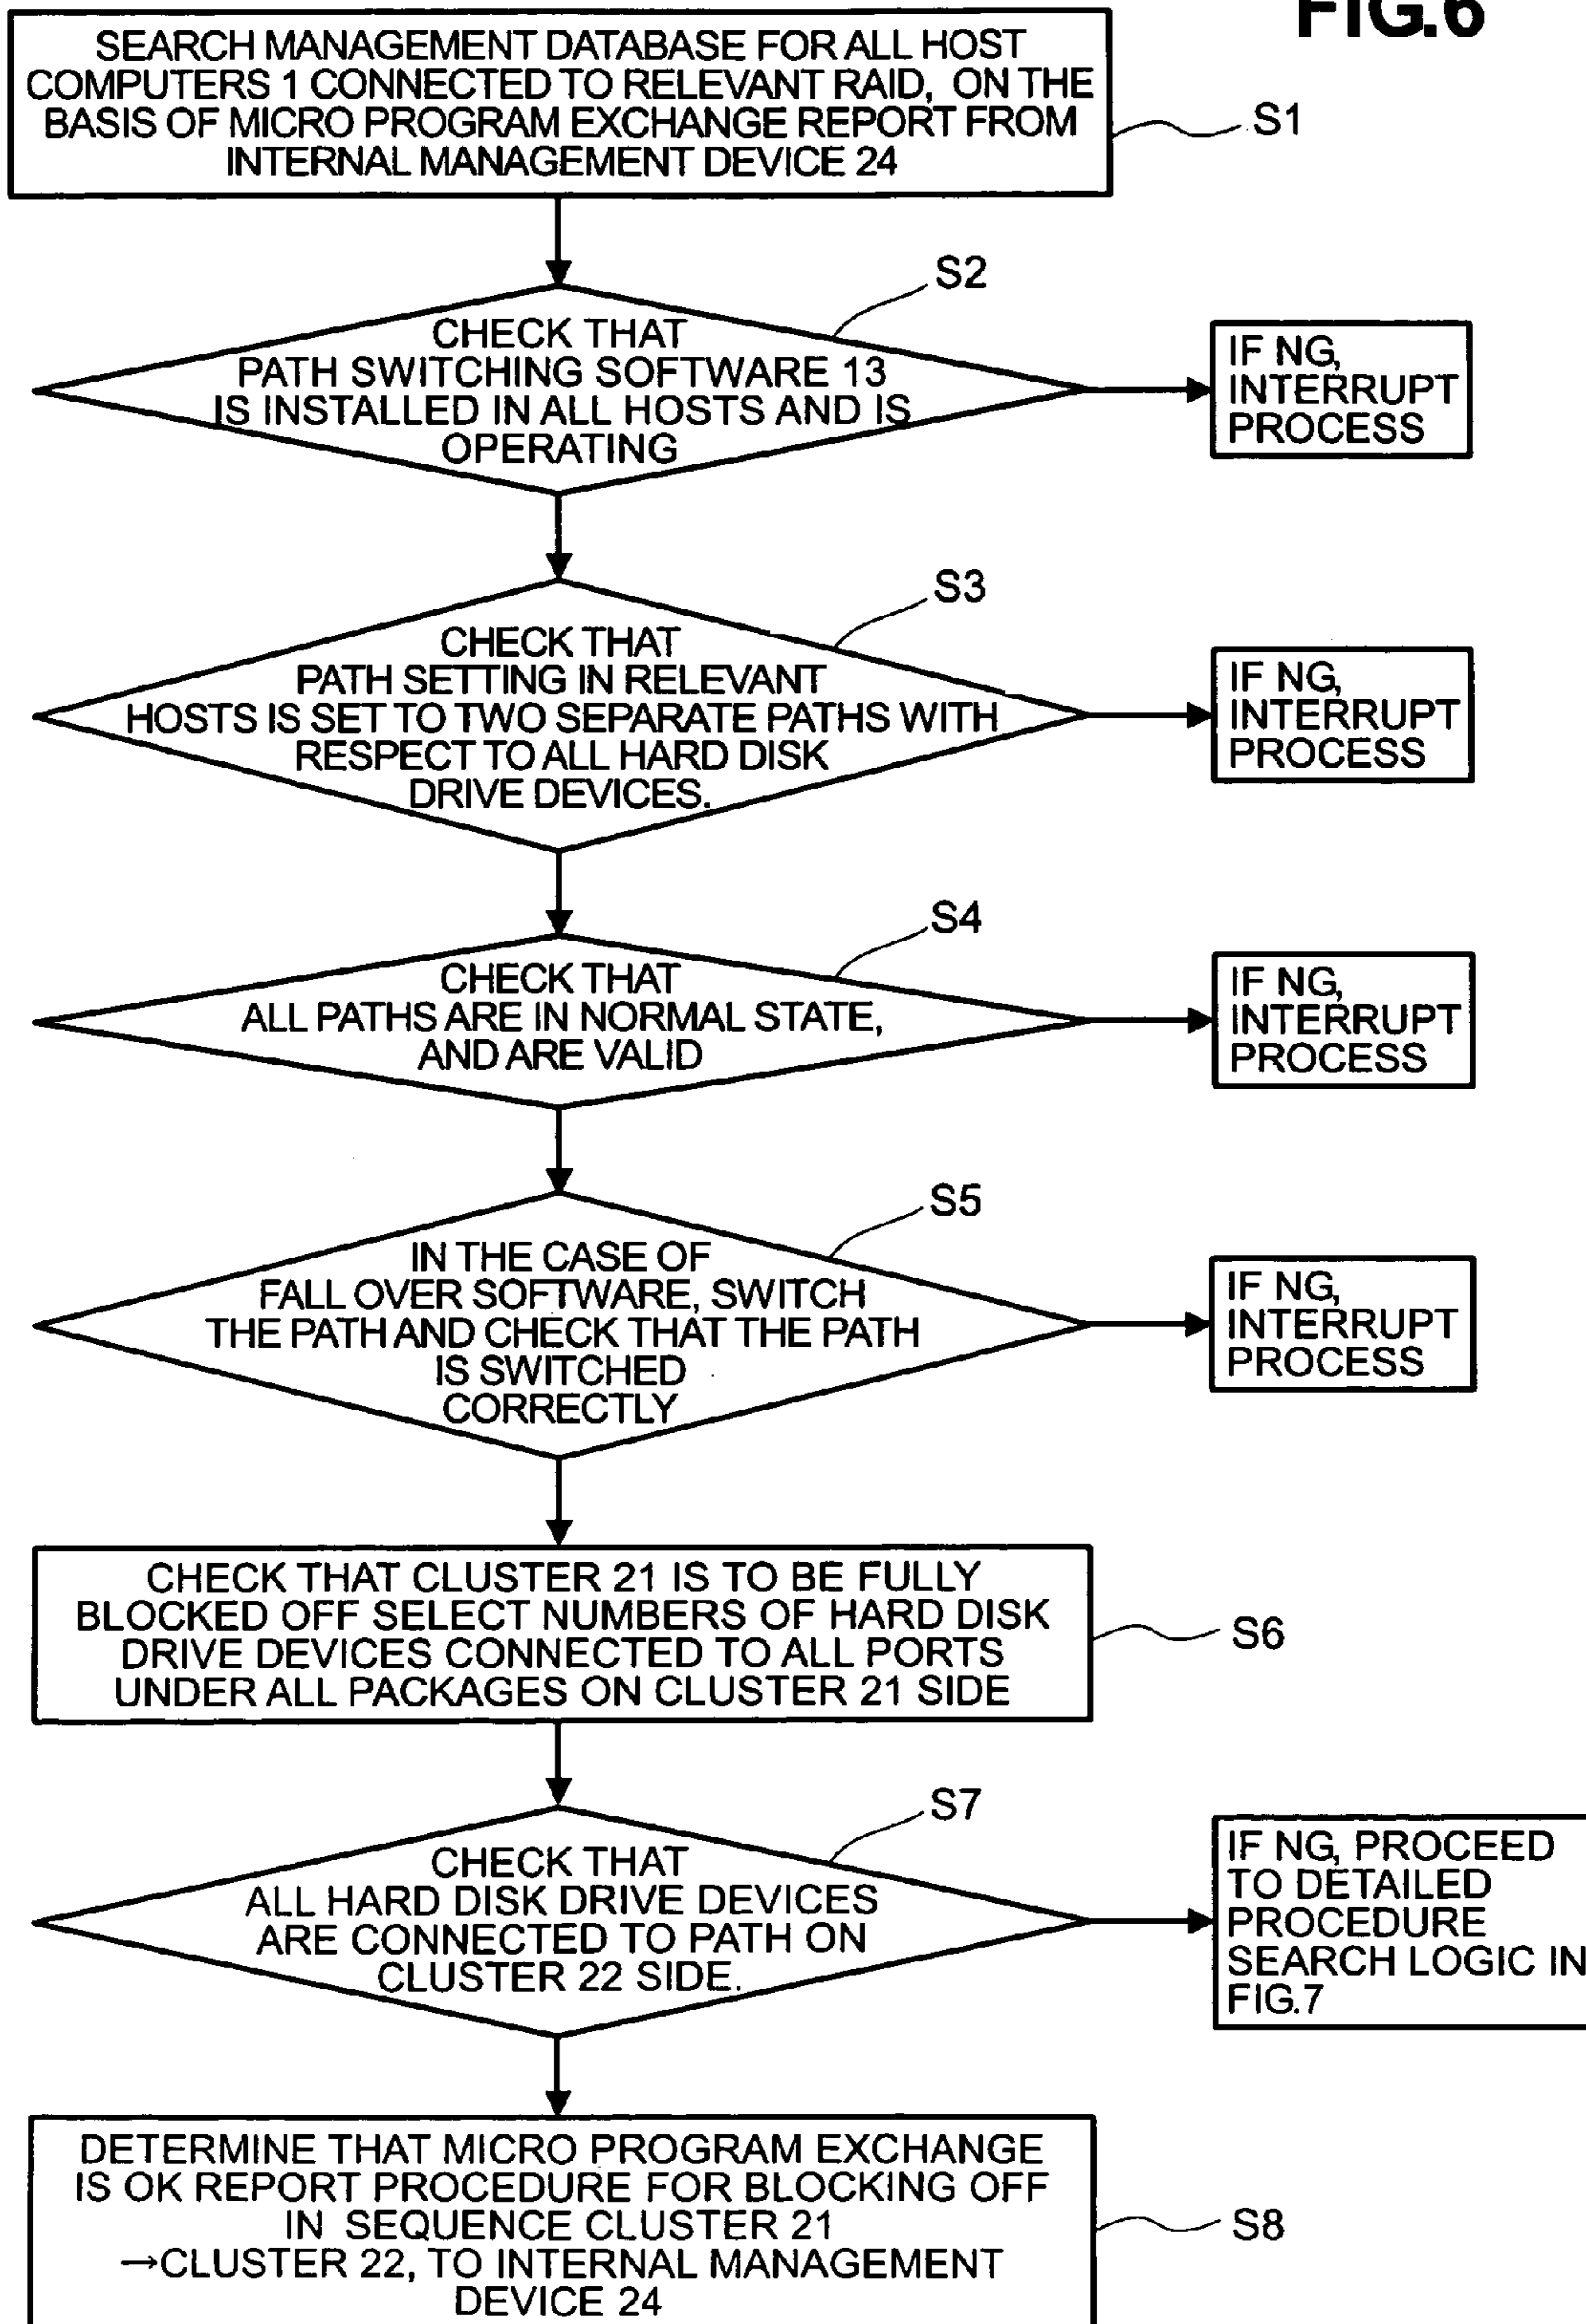 FIG.6
SEARCH MANAGEMENT DATABASE FOR ALL HOST
COMPUTERS 1 CONNECTED TO RELEVANT RAID, ON THE
BASIS OF MICRO PROGRAM EXCHANGE REPORT FROM
INTERNAL MANAGEMENT DEVICE 24
S1
S2
CHECK THAT
PATH SWITCHING SOFTWARE 13
IS INSTALLED IN ALL HOSTS AND IS
OPERATING
IF NG,
INTERRUPT
PROCESS
S3
CHECK THAT
PATH SETTING IN RELEVANT
HOSTS IS SET TO TWO SEPARATE PATHS WITH
RESPECT TO ALL HARD DISK
DRIVE DEVICES.
IF NG,
INTERRUPT
PROCESS
S4
CHECK THAT
ALL PATHS ARE IN NORMAL STATE,
AND ARE VALID
IF NG,
INTERRUPT
PROCESS
S5
IN THE CASE OF
FALL OVER SOFTWARE, SWITCH
THE PATH AND CHECK THAT THE PATH
IS SWITCHED
CORRECTLY
IF NG,
INTERRUPT
PROCESS
CHECK THAT CLUSTER 21 IS TO BE FULLY
BLOCKED OFF SELECT NUMBERS OF HARD DISK
DRIVE DEVICES CONNECTED TO ALL PORTS
UNDER ALL PACKAGES ON CLUSTER 21 SIDE
S6
S7
CHECK THAT
ALL HARD DISK DRIVE DEVICES
ARE CONNECTED TO PATH ON
CLUSTER 22 SIDE.
IF NG, PROCEED
TO DETAILED
PROCEDURE
SEARCH LOGIC IN
FIG.7
DETERMINE THAT MICRO PROGRAM EXCHANGE
IS OK REPORT PROCEDURE FOR BLOCKING OFF
IN SEQUENCE CLUSTER 21
→CLUSTER 22, TO INTERNAL MANAGEMENT
DEVICE 24
S8